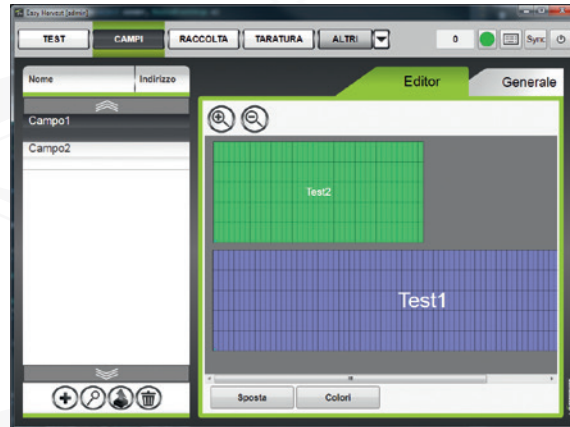 Easy Harvest [admin]
TEST CAMPI RACCOLTA TARATURA ALTRI 0 Sync
Nome Indirizzo
Editor Generale
Campo1
Campo2
Test2
Test1
Sposta Colori